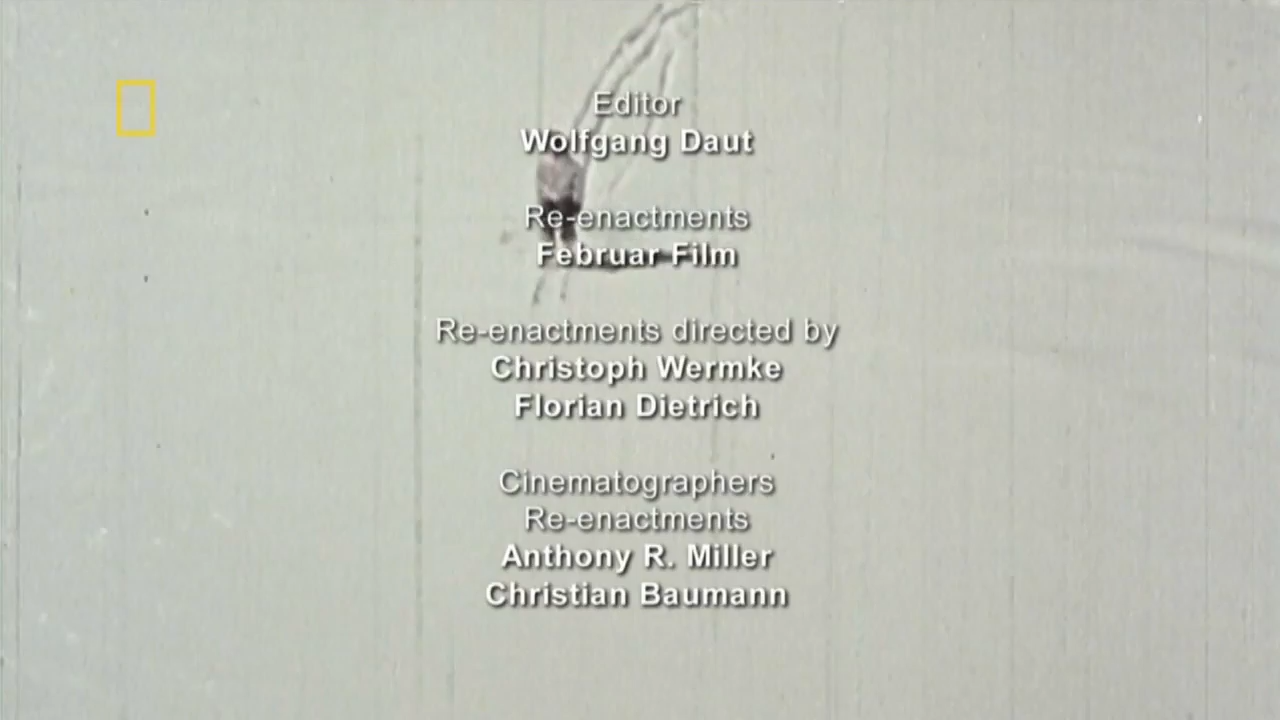 Editor
Wolfgang Daut
Re-enactments
Februar Film
Re-enactments directed by
Christoph Wermke
Florian Dietrich
Cinematographers
Re-enactments
Anthony R. Miller
Christian Baumann